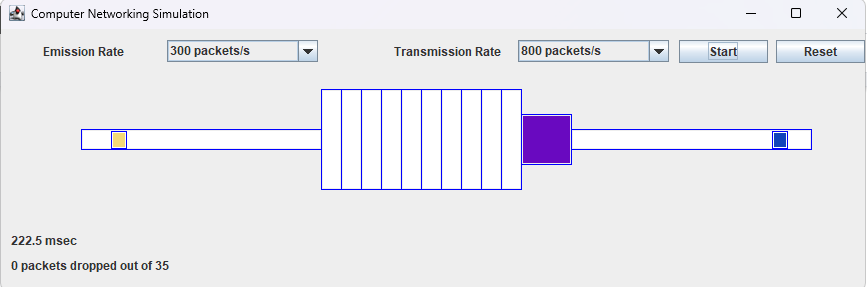 Computer Networking Simulation
Emission Rate 300 packets/s Transmission Rate 800 packets/s Start Reset
222.5 msec
0 packets dropped out of 35